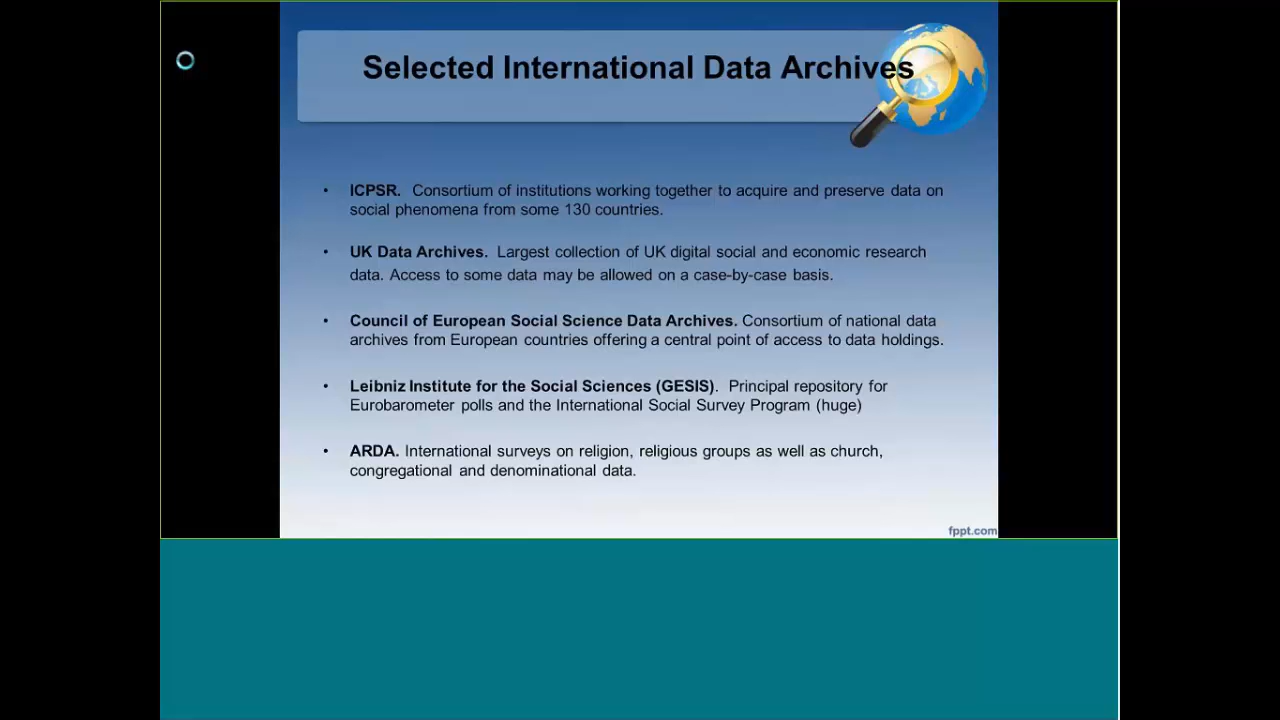 Selected International Data Archives
• ICPSR. Consortium of institutions working together to acquire and preserve data on
social phenomena from some 130 countries.
• UK Data Archives. Largest collection of UK digital social and economic research
data. Access to some data may be allowed on a case-by-case basis.
• Council of European Social Science Data Archives. Consortium of national data
archives from European countries offering a central point of access to data holdings.
• Leibniz Institute for the Social Sciences (GESIS). Principal repository for
Eurobarometer polls and the International Social Survey Program (huge)
• ARDA. International surveys on religion, religious groups as well as church,
congregational and denominational data.
fppt.com